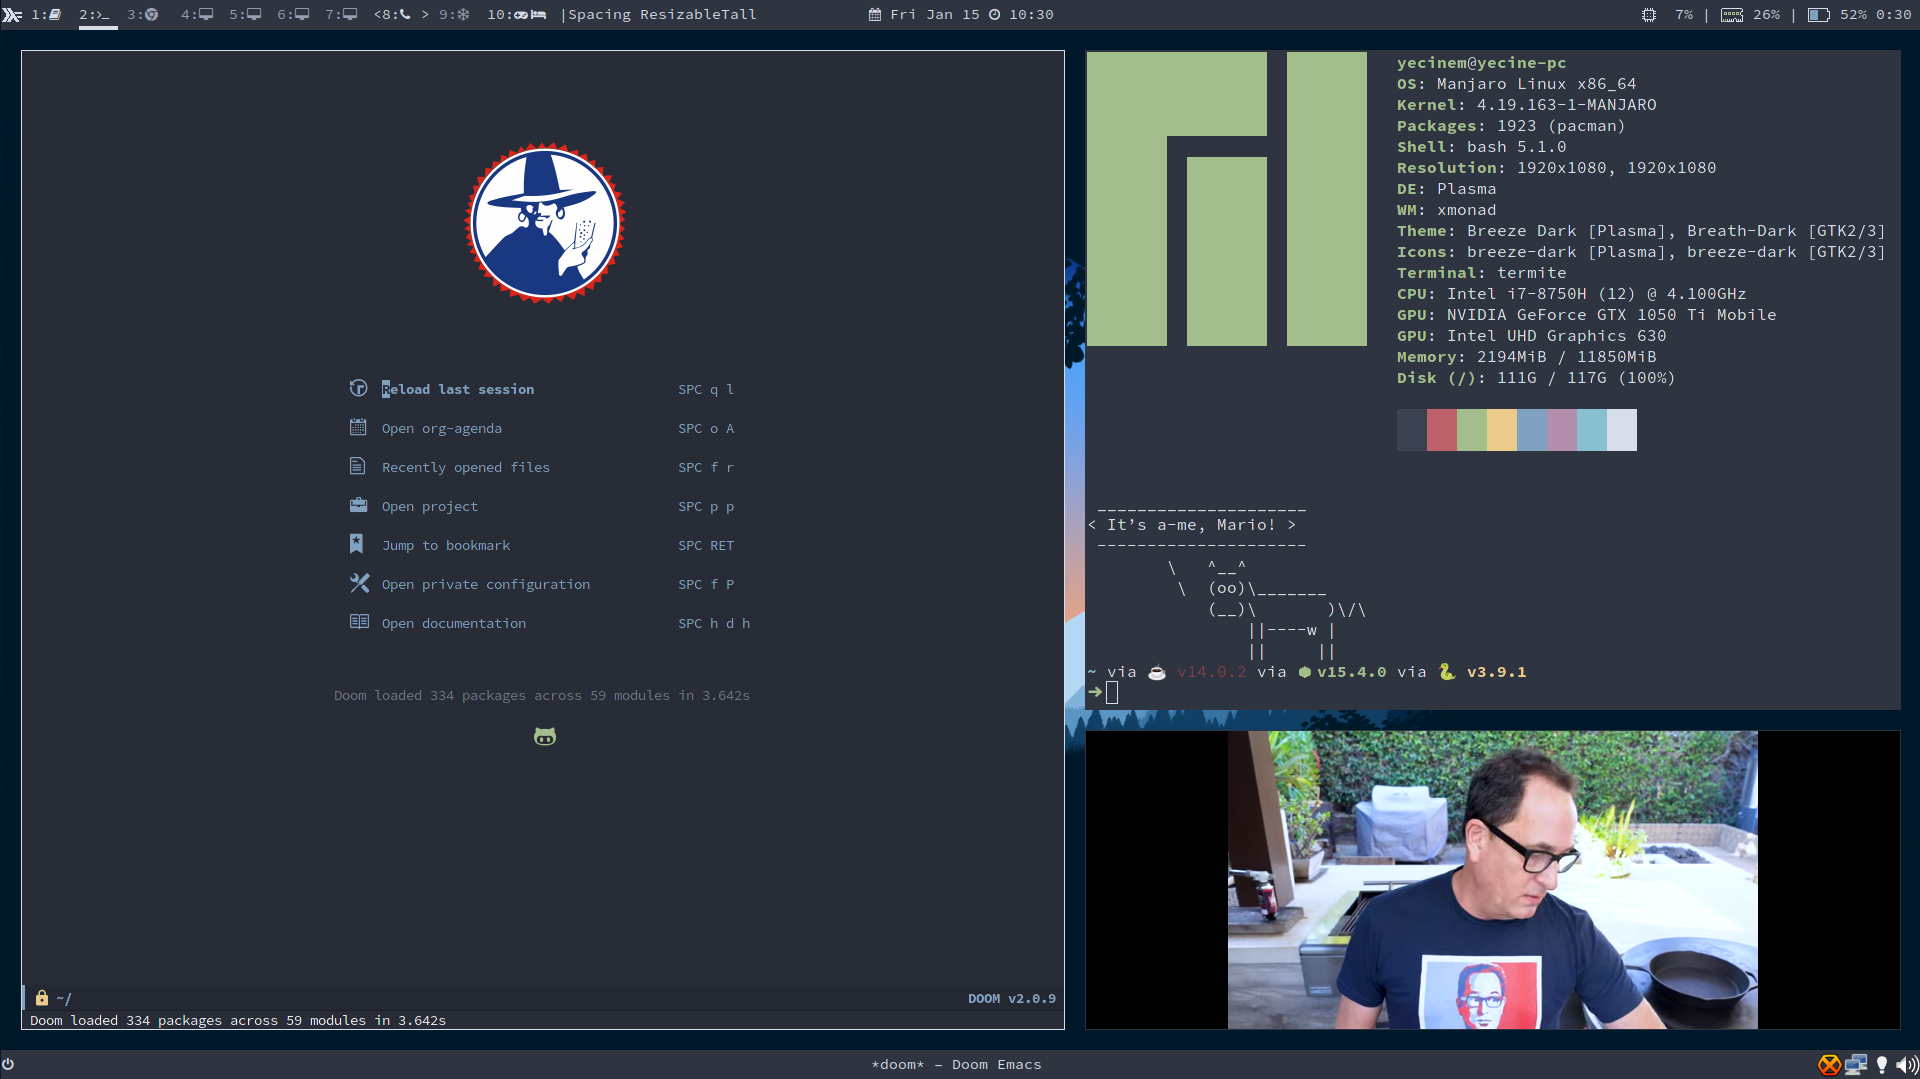 1: 2:>_ 3: 4: 5: 6: 7: <8: > 9: 10: |Spacing ResizableTall
Fri Jan 15 10:30
7% | 26% | 52% 0:30
Reload last session SPC q l
Open org-agenda SPC o A
Recently opened files SPC f r
Open project SPC p p
Jump to bookmark SPC RET
Open private configuration SPC f P
Open documentation SPC h d h
Doom loaded 334 packages across 59 modules in 3.642s
~/ DOOM v2.0.9
Doom loaded 334 packages across 59 modules in 3.642s
yecinem@yecine-pc
OS: Manjaro Linux x86_64
Kernel: 4.19.163-1-MANJARO
Packages: 1923 (pacman)
Shell: bash 5.1.0
Resolution: 1920x1080, 1920x1080
DE: Plasma
WM: xmonad
Theme: Breeze Dark [Plasma], Breath-Dark [GTK2/3]
Icons: breeze-dark [Plasma], breeze-dark [GTK2/3]
Terminal: termite
CPU: Intel i7-8750H (12) @ 4.100GHz
GPU: NVIDIA GeForce GTX 1050 Ti Mobile
GPU: Intel UHD Graphics 630
Memory: 2194MiB / 11850MiB
Disk (/): 111G / 117G (100%)
_____________________
< It's a-me, Mario! >
---------------------
\   ^__^
\  (oo)\_______
(__)\       )\/\
||----w |
||     ||
~ via ☕ v14.0.2 via ⬢ v15.4.0 via 🐍 v3.9.1
➜
*doom* – Doom Emacs